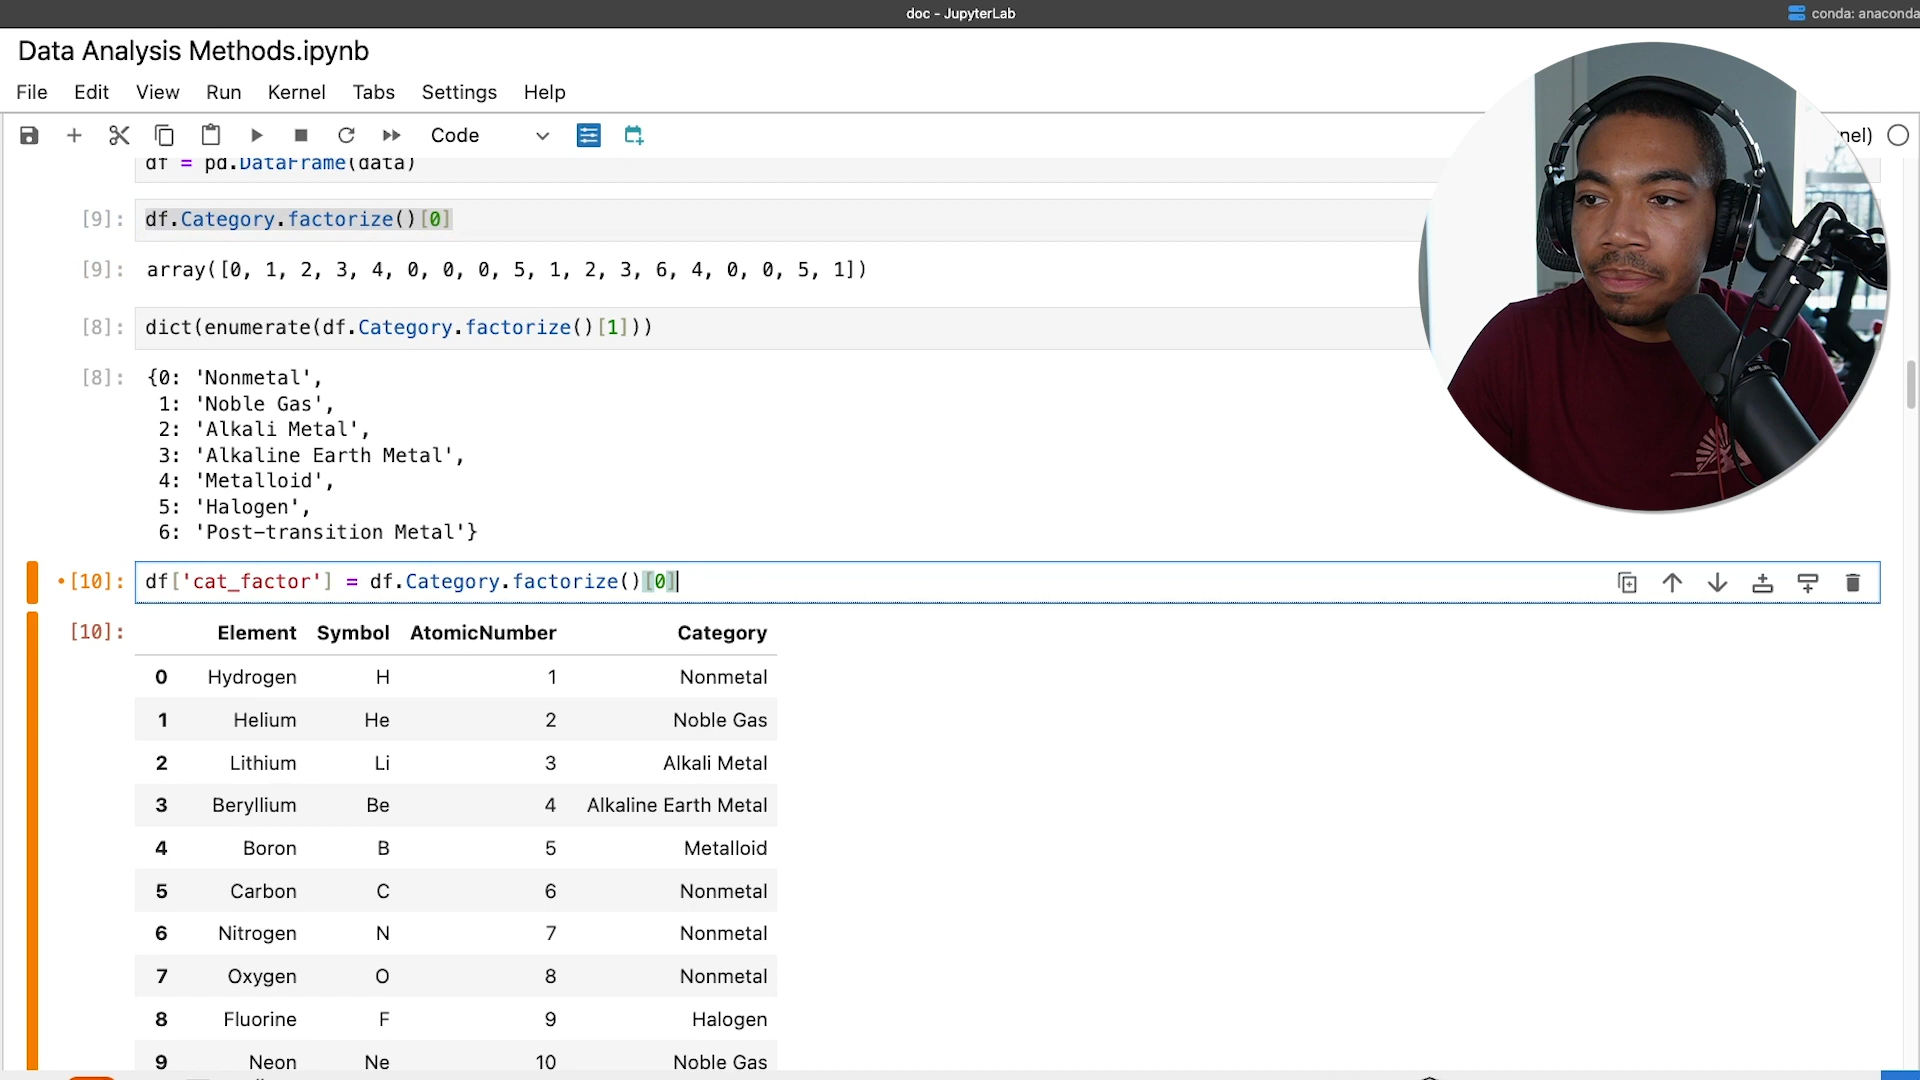 doc - JupyterLab
conda: anaconda
Data Analysis Methods.ipynb
File Edit View Run Kernel Tabs Settings Help
Code
nel)
df = pd.DataFrame(data)
[9]: df.Category.factorize()[0]
[9]: array([0, 1, 2, 3, 4, 0, 0, 0, 5, 1, 2, 3, 6, 4, 0, 0, 5, 1])
[8]: dict(enumerate(df.Category.factorize()[1]))
[8]: {0: 'Nonmetal',
1: 'Noble Gas',
2: 'Alkali Metal',
3: 'Alkaline Earth Metal',
4: 'Metalloid',
5: 'Halogen',
6: 'Post-transition Metal'}
[10]: df['cat_factor'] = df.Category.factorize()[0]
[10]: Element Symbol AtomicNumber Category
0 Hydrogen H 1 Nonmetal
1 Helium He 2 Noble Gas
2 Lithium Li 3 Alkali Metal
3 Beryllium Be 4 Alkaline Earth Metal
4 Boron B 5 Metalloid
5 Carbon C 6 Nonmetal
6 Nitrogen N 7 Nonmetal
7 Oxygen O 8 Nonmetal
8 Fluorine F 9 Halogen
9 Neon Ne 10 Noble Gas